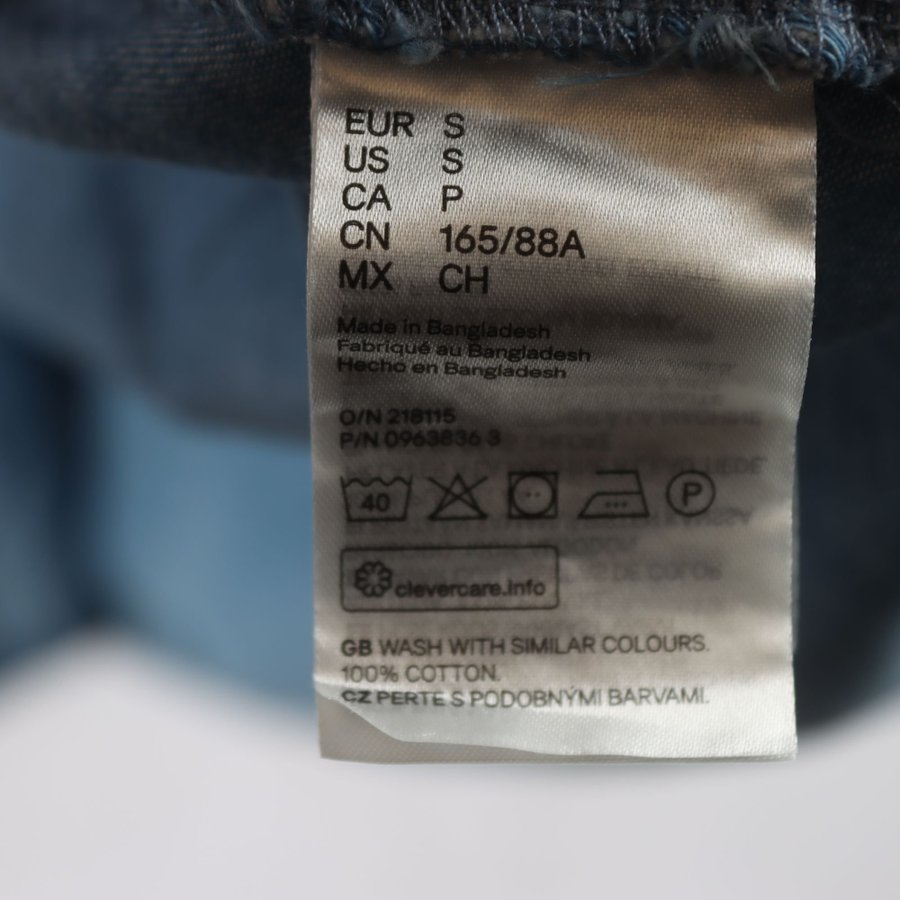 EUR S
US S
CA P
CN 165/88A
MX CH
Made in Bangladesh
Fabriqué au Bangladesh
Hecho en Bangladesh
O/N 218115
P/N 0963836 3
40 P
clevercare.info
GB WASH WITH SIMILAR COLOURS.
100% COTTON.
CZ PERTE S PODOBNÝMI BARVAMI.